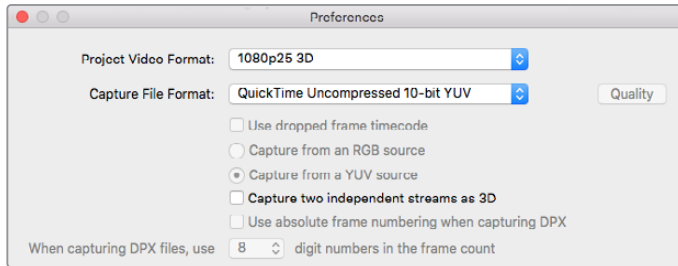 Preferences
Project Video Format: 1080p25 3D
Capture File Format: QuickTime Uncompressed 10-bit YUV Quality
Use dropped frame timecode
Capture from an RGB source
Capture from a YUV source
Capture two independent streams as 3D
Use absolute frame numbering when capturing DPX
When capturing DPX files, use 8 digit numbers in the frame count